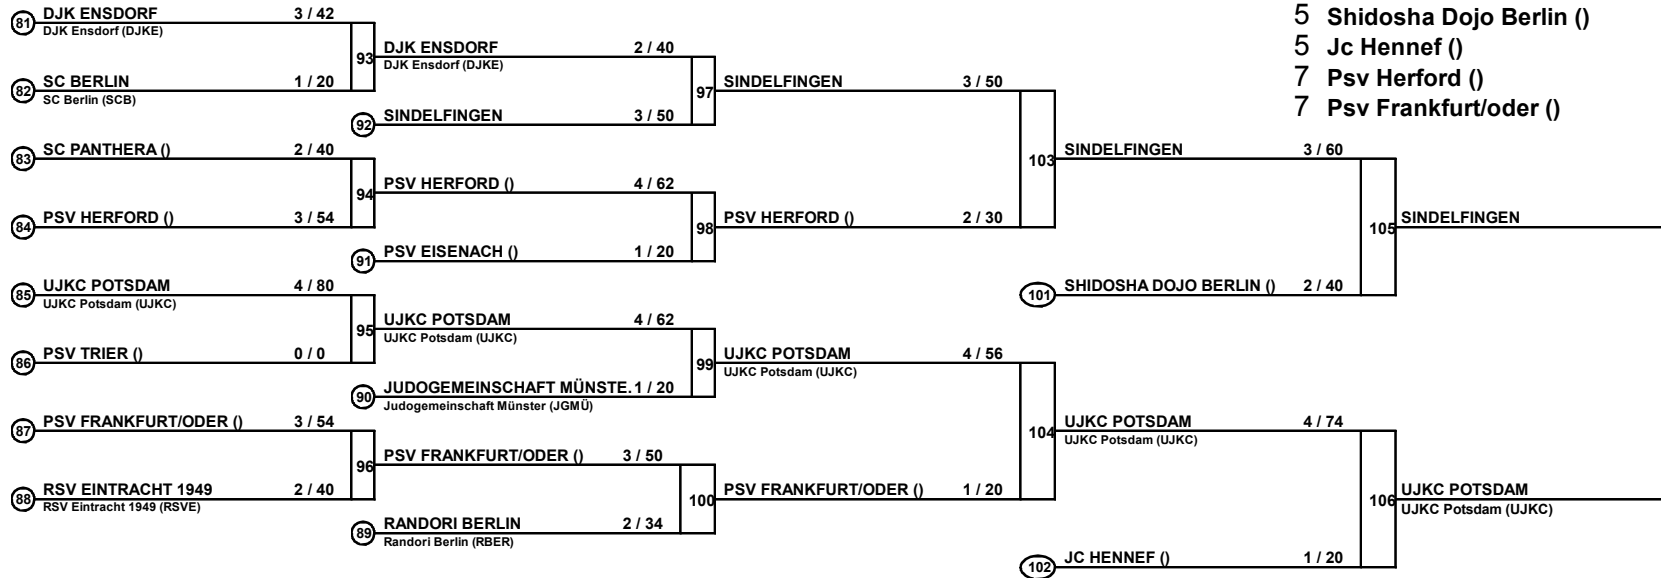 81 DJK ENSDORF 3 / 42
DJK Ensdorf (DJKE)
93 DJK ENSDORF 2 / 40
DJK Ensdorf (DJKE)
82 SC BERLIN 1 / 20
SC Berlin (SCB)
97 SINDELFINGEN 3 / 50
92 SINDELFINGEN 3 / 50
83 SC PANTHERA () 2 / 40
103 SINDELFINGEN 3 / 60
94 PSV HERFORD () 4 / 62
84 PSV HERFORD () 3 / 54
98 PSV HERFORD () 2 / 30
105 SINDELFINGEN
91 PSV EISENACH () 1 / 20
85 UJKC POTSDAM 4 / 80
UJKC Potsdam (UJKC)
101 SHIDOSHA DOJO BERLIN () 2 / 40
95 UJKC POTSDAM 4 / 62
UJKC Potsdam (UJKC)
86 PSV TRIER () 0 / 0
99 UJKC POTSDAM 4 / 56
UJKC Potsdam (UJKC)
90 JUDOGEMEINSCHAFT MÜNSTE. 1 / 20
Judogemeinschaft Münster (JGMÜ)
87 PSV FRANKFURT/ODER () 3 / 54
104 UJKC POTSDAM 4 / 74
UJKC Potsdam (UJKC)
96 PSV FRANKFURT/ODER () 3 / 50
88 RSV EINTRACHT 1949 2 / 40
RSV Eintracht 1949 (RSVE)
100 PSV FRANKFURT/ODER () 1 / 20
106 UJKC POTSDAM
UJKC Potsdam (UJKC)
89 RANDORI BERLIN 2 / 34
Randori Berlin (RBER)
102 JC HENNEF () 1 / 20
5 Shidosha Dojo Berlin ()
5 Jc Hennef ()
7 Psv Herford ()
7 Psv Frankfurt/oder ()